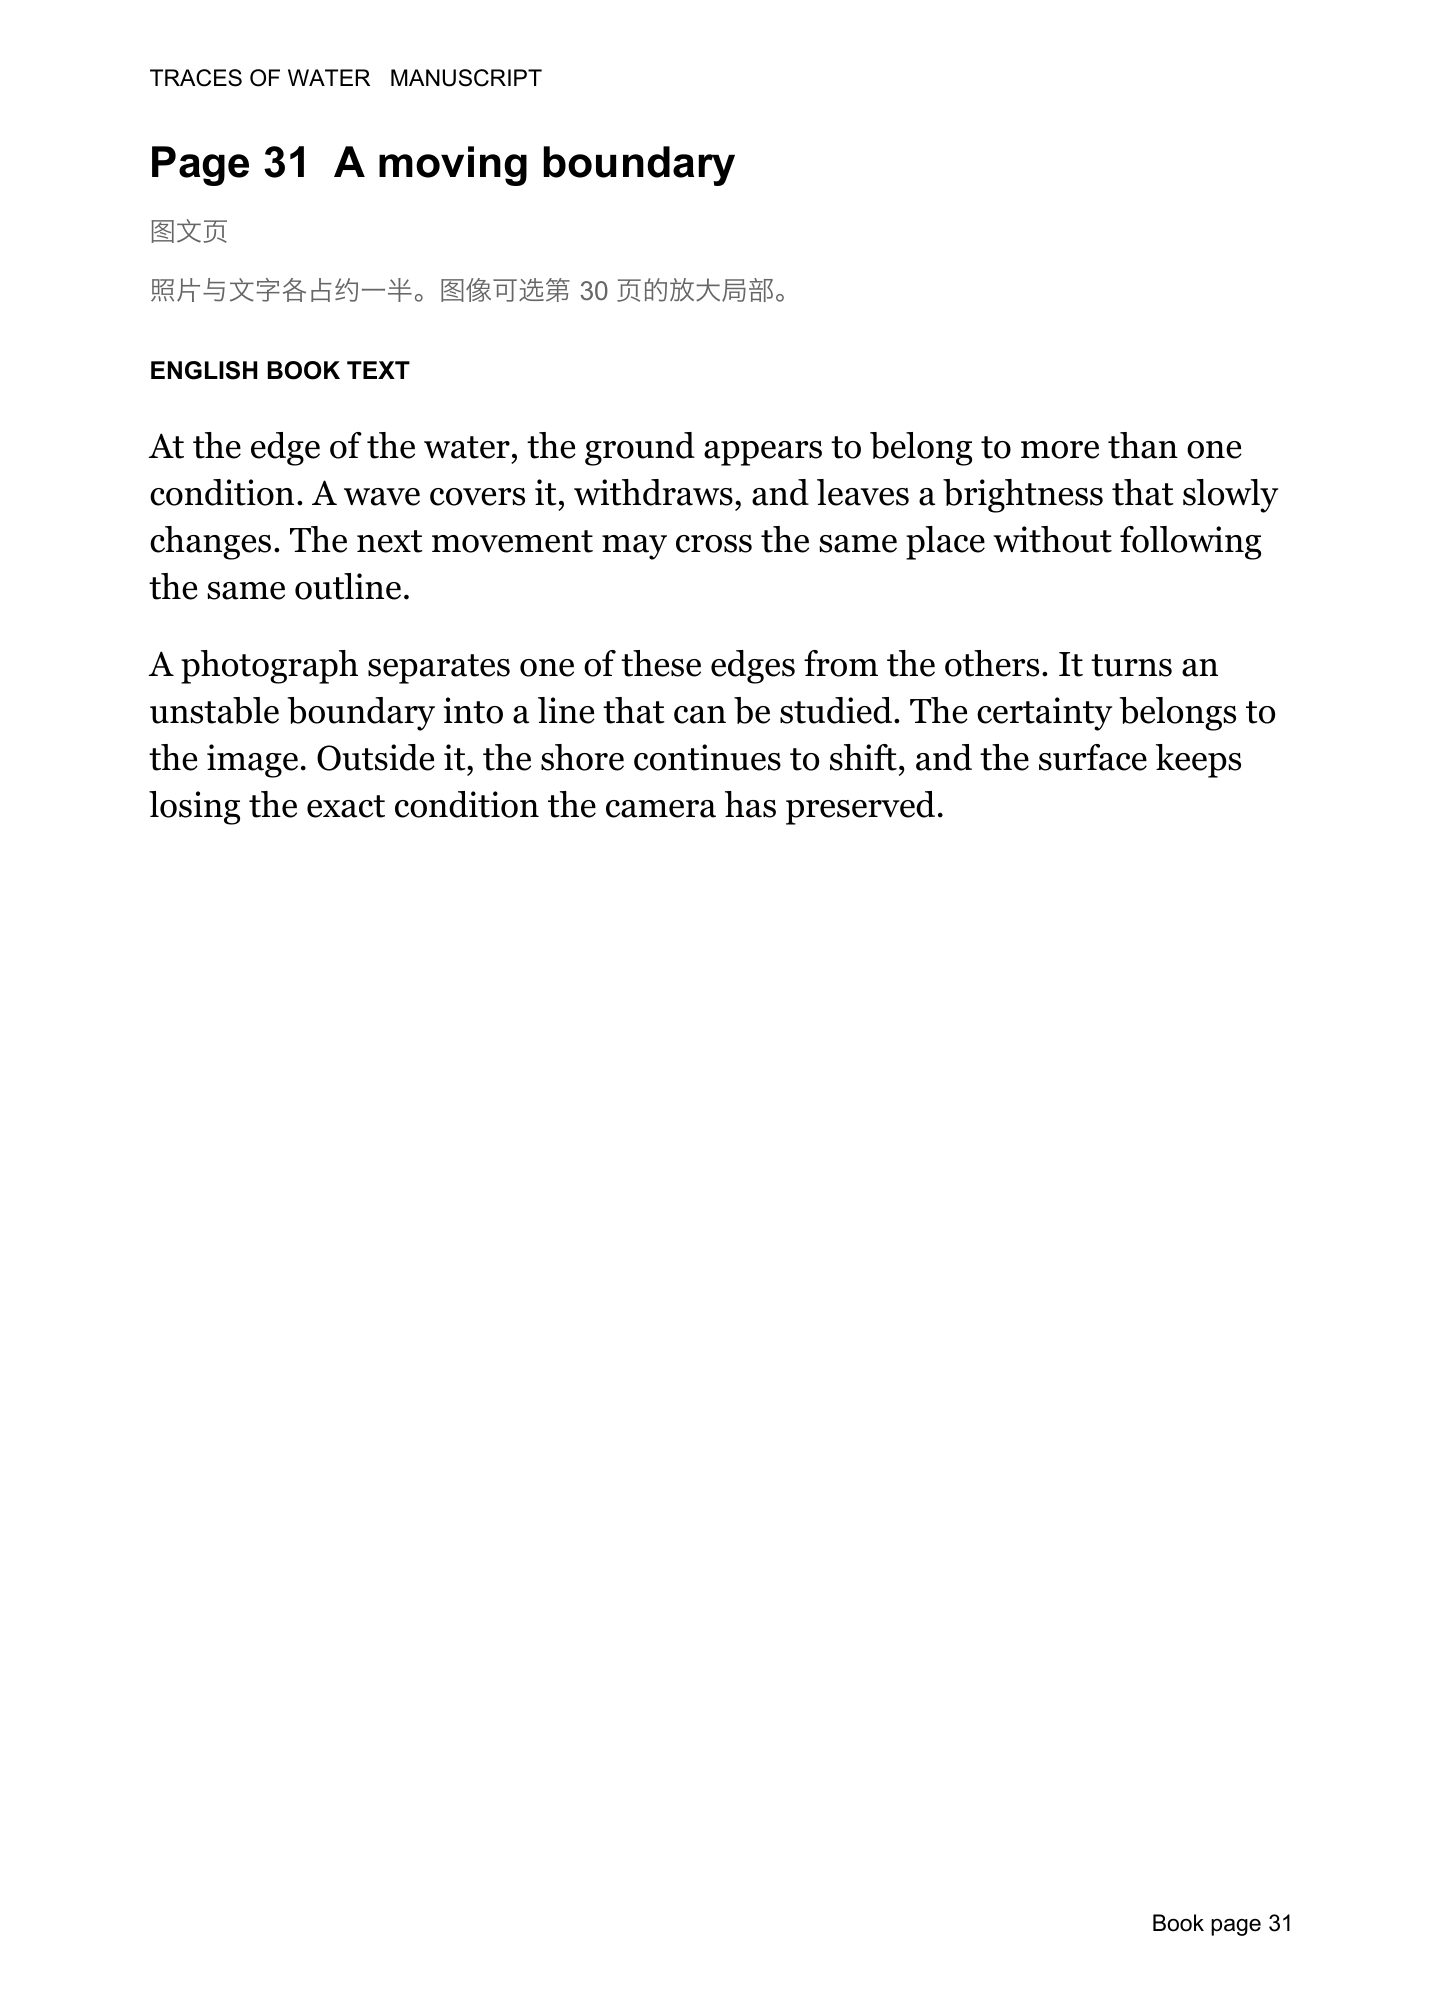 TRACES OF WATER   MANUSCRIPT
Page 31  A moving boundary
图文页
照片与文字各占约一半。图像可选第 30 页的放大局部。
ENGLISH BOOK TEXT
At the edge of the water, the ground appears to belong to more than one
condition. A wave covers it, withdraws, and leaves a brightness that slowly
changes. The next movement may cross the same place without following
the same outline.
A photograph separates one of these edges from the others. It turns an
unstable boundary into a line that can be studied. The certainty belongs to
the image. Outside it, the shore continues to shift, and the surface keeps
losing the exact condition the camera has preserved.
Book page 31